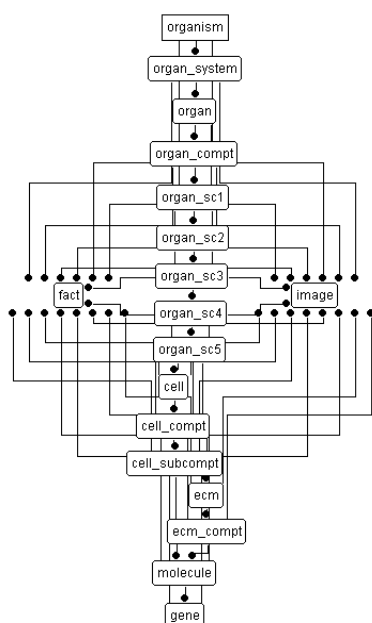 organism
organ_system
organ
organ_compt
organ_sc1
organ_sc2
organ_sc3
fact
image
organ_sc4
organ_sc5
cell
cell_compt
cell_subcompt
ecm
ecm_compt
molecule
gene